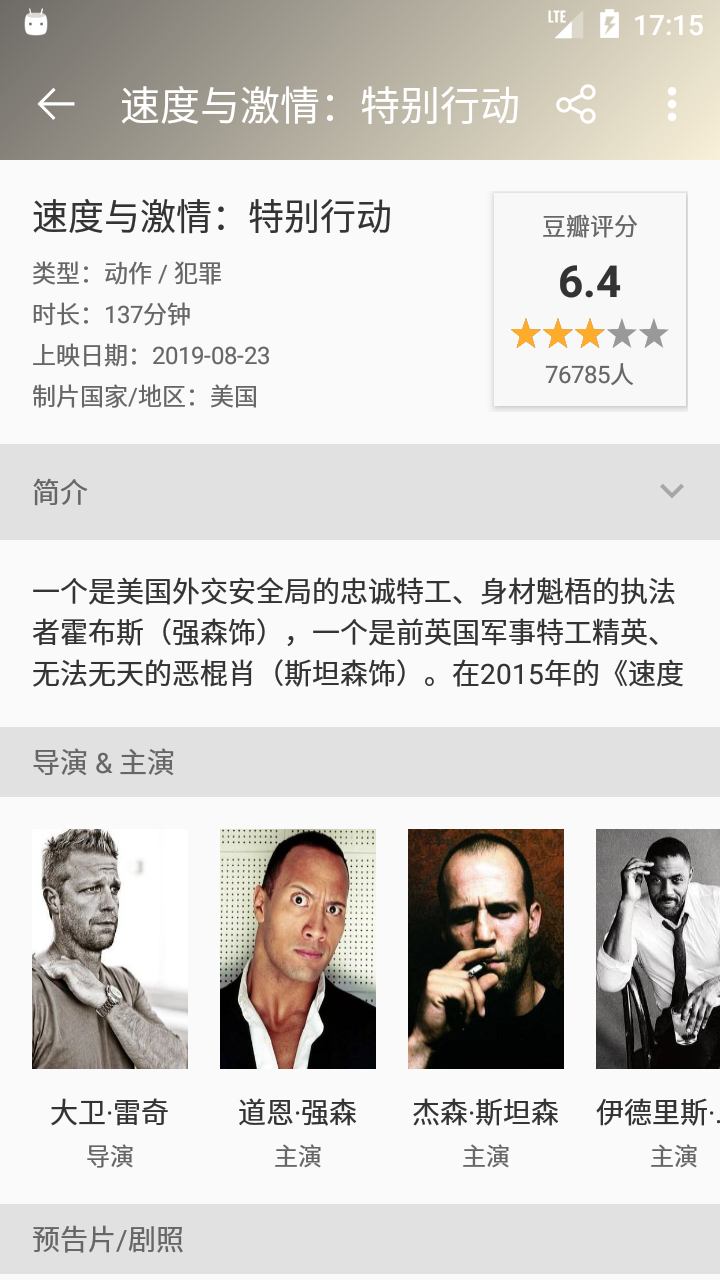 LTE 17:15
速度与激情：特别行动
速度与激情：特别行动
类型：动作 / 犯罪
时长：137分钟
上映日期：2019-08-23
制片国家/地区：美国
豆瓣评分
6.4
76785人
简介
一个是美国外交安全局的忠诚特工、身材魁梧的执法
者霍布斯（强森饰），一个是前英国军事特工精英、
无法无天的恶棍肖（斯坦森饰）。在2015年的《速度
导演 & 主演
大卫·雷奇
导演
道恩·强森
主演
杰森·斯坦森
主演
伊德里斯·..
主演
预告片/剧照